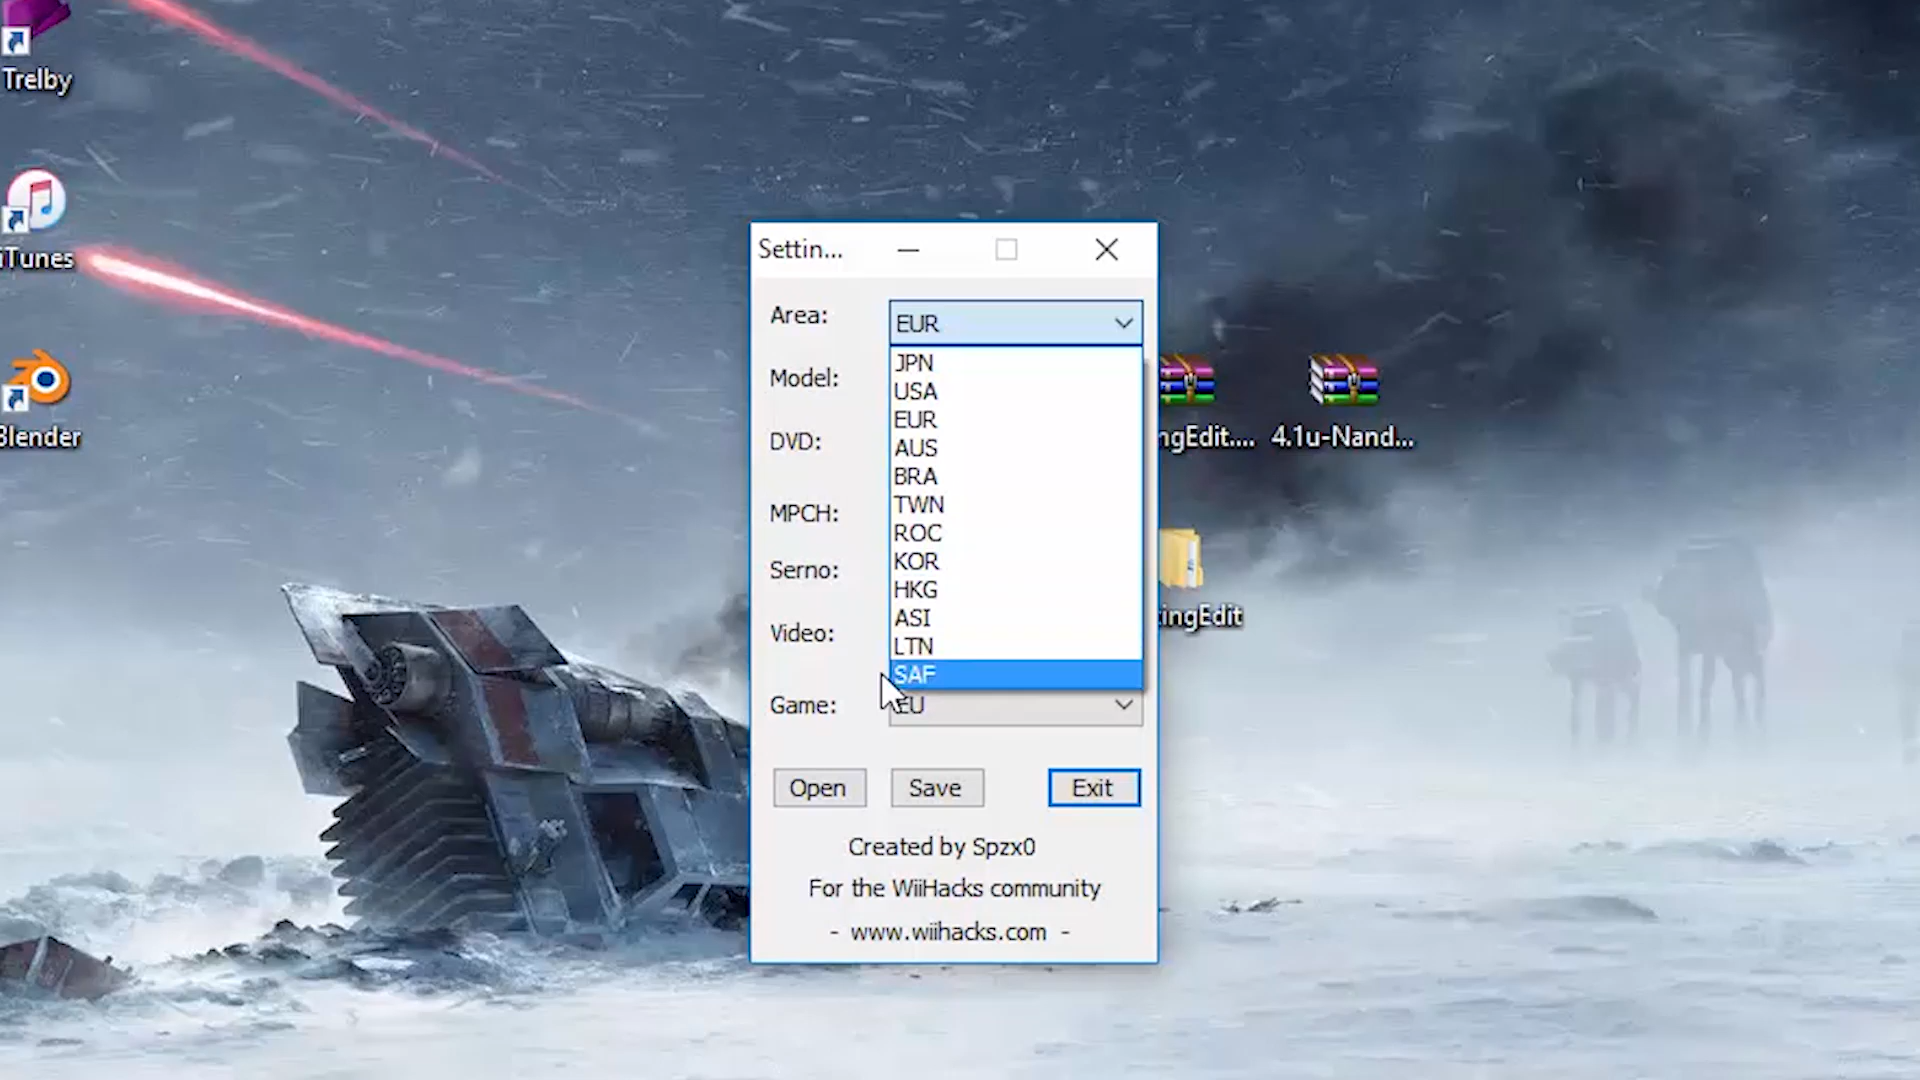 Trelby
iTunes
Blender
Settin...
Area:
EUR
JPN
USA
EUR
AUS
BRA
TWN
ROC
KOR
HKG
ASI
LTN
SAF
Model:
DVD:
MPCH:
Serno:
Video:
Game:
EU
Open
Save
Exit
Created by Spzx0
For the WiiHacks community
- www.wiihacks.com -
ngEdit....
4.1u-Nand...
tingEdit